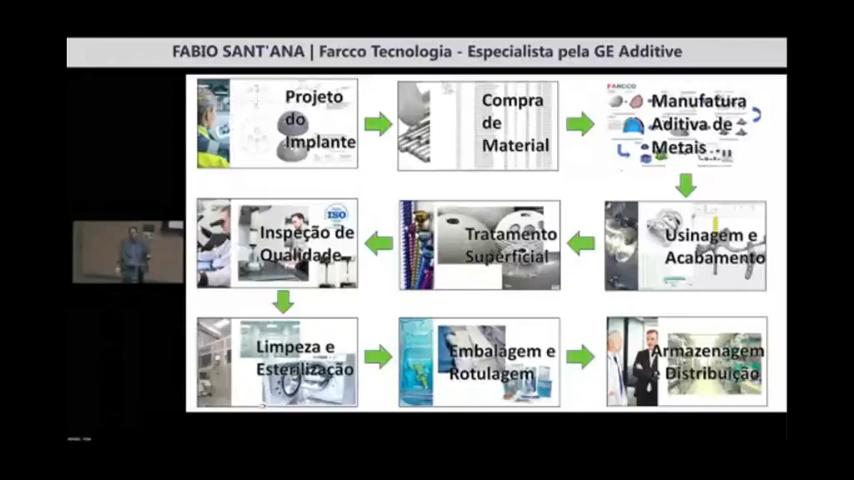 FABIO SANT'ANA | Farcco Tecnologia - Especialista pela GE Additive
Projeto
do
Implante
Compra
de
Material
FARCCO
Manufatura
Aditiva de
Metais
Inspeção de
Qualidade
ISO
Tratamento
Superficial
Usinagem e
Acabamento
Limpeza e
Esterilização
Embalagem e
Rotulagem
Armazenagem
e Distribuição